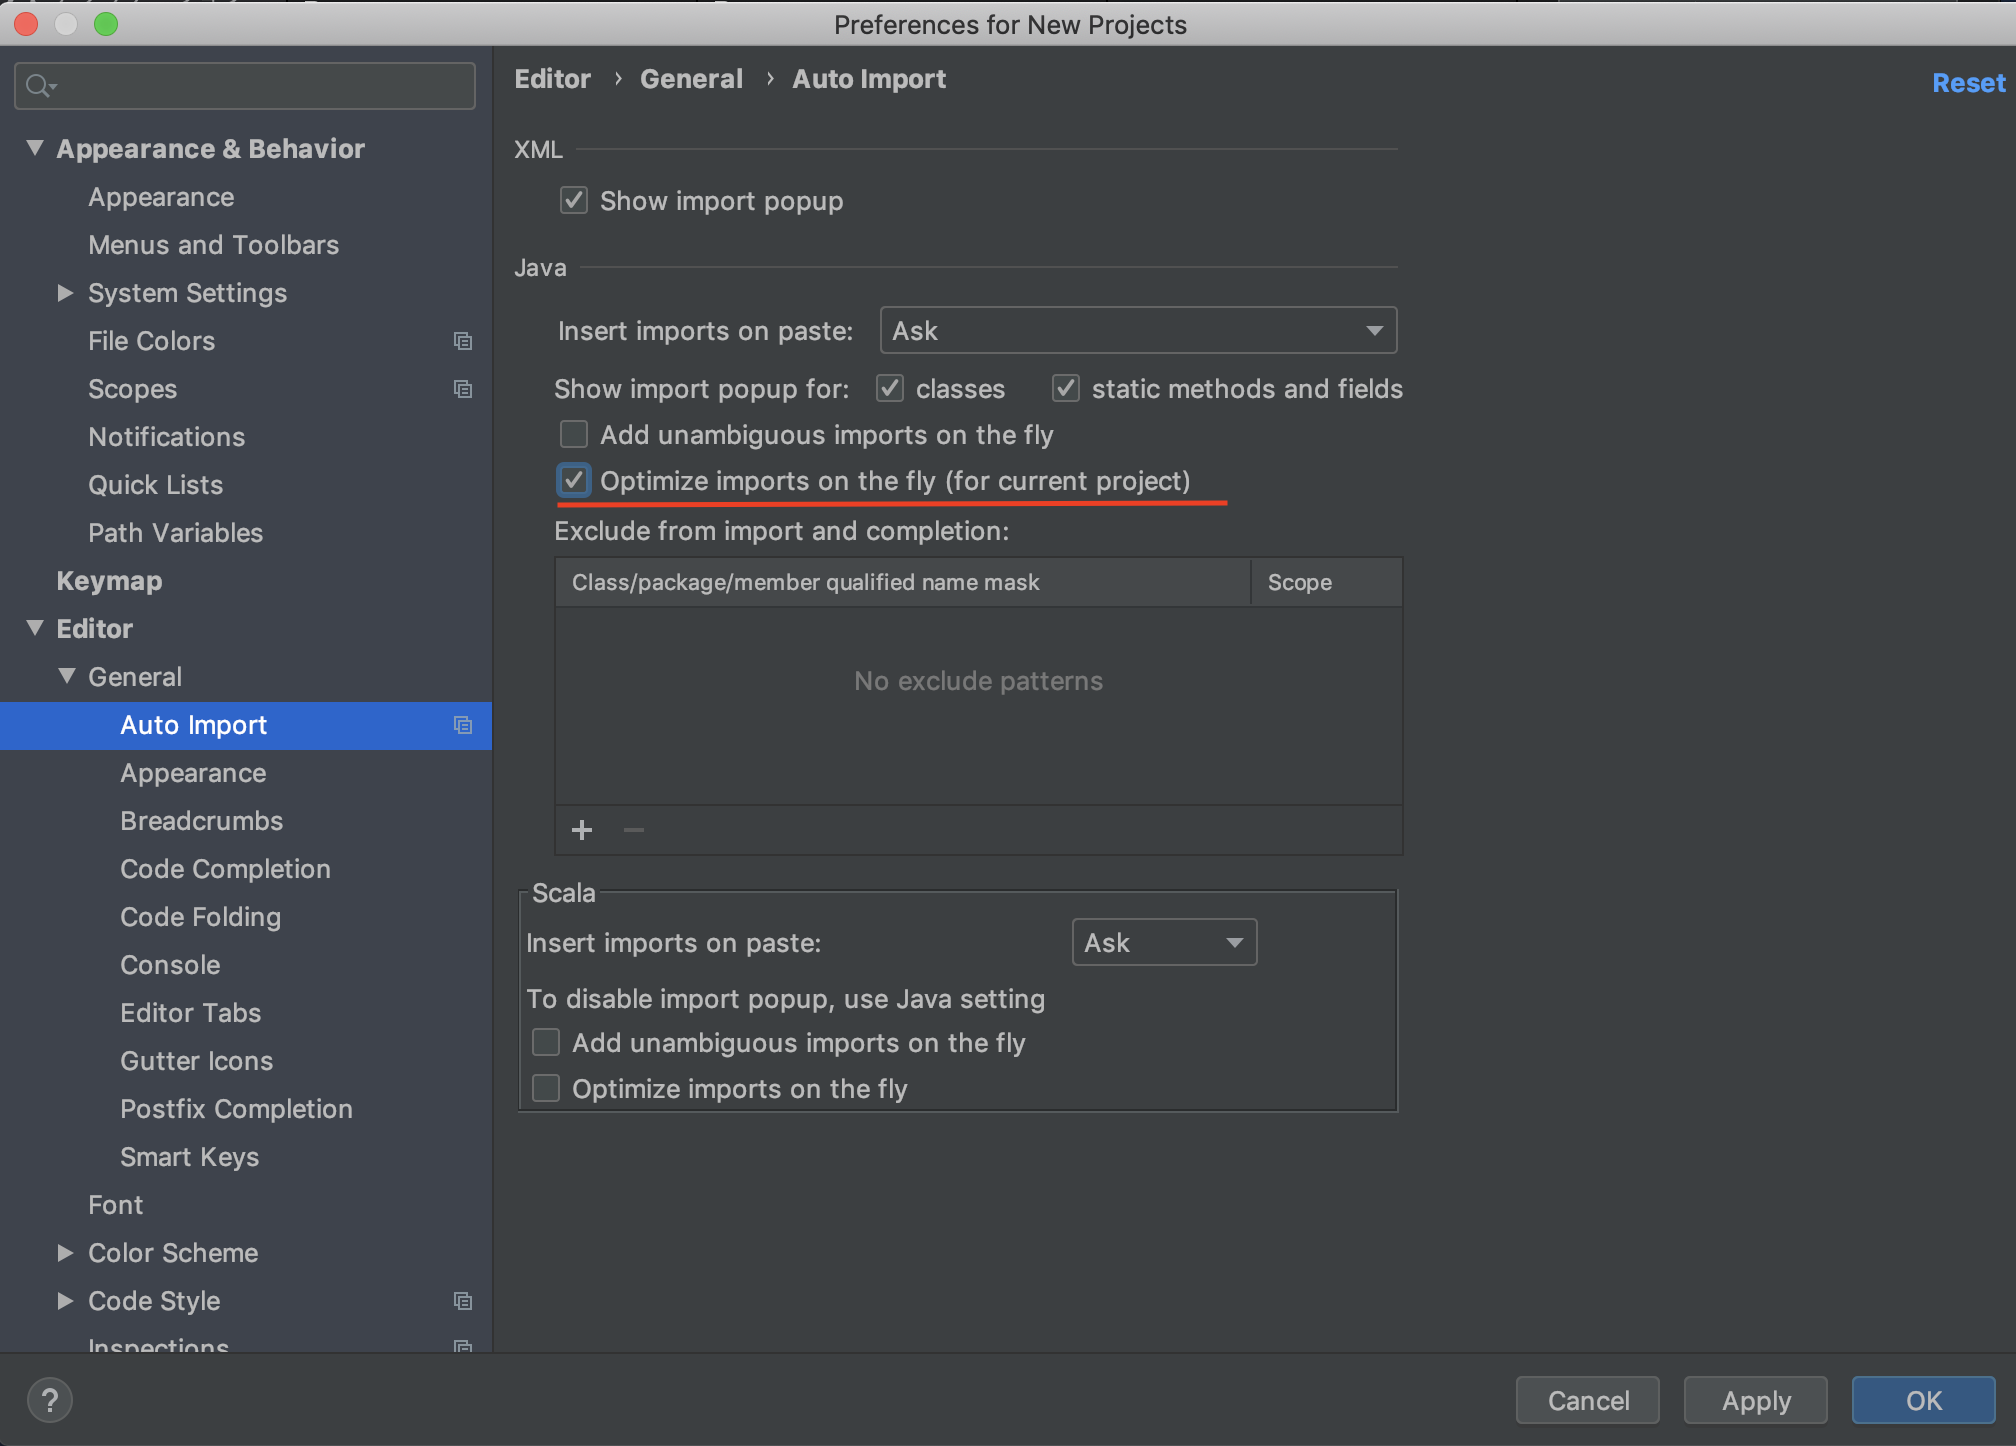 Preferences for New Projects
Appearance & Behavior
Appearance
Menus and Toolbars
System Settings
File Colors
Scopes
Notifications
Quick Lists
Path Variables
Keymap
Editor
General
Auto Import
Appearance
Breadcrumbs
Code Completion
Code Folding
Console
Editor Tabs
Gutter Icons
Postfix Completion
Smart Keys
Font
Color Scheme
Code Style
Inspections
Editor › General › Auto Import
Reset
XML
Show import popup
Java
Insert imports on paste: Ask
Show import popup for: classes static methods and fields
Add unambiguous imports on the fly
Optimize imports on the fly (for current project)
Exclude from import and completion:
Class/package/member qualified name mask Scope
No exclude patterns
Scala
Insert imports on paste: Ask
To disable import popup, use Java setting
Add unambiguous imports on the fly
Optimize imports on the fly
? Cancel Apply OK